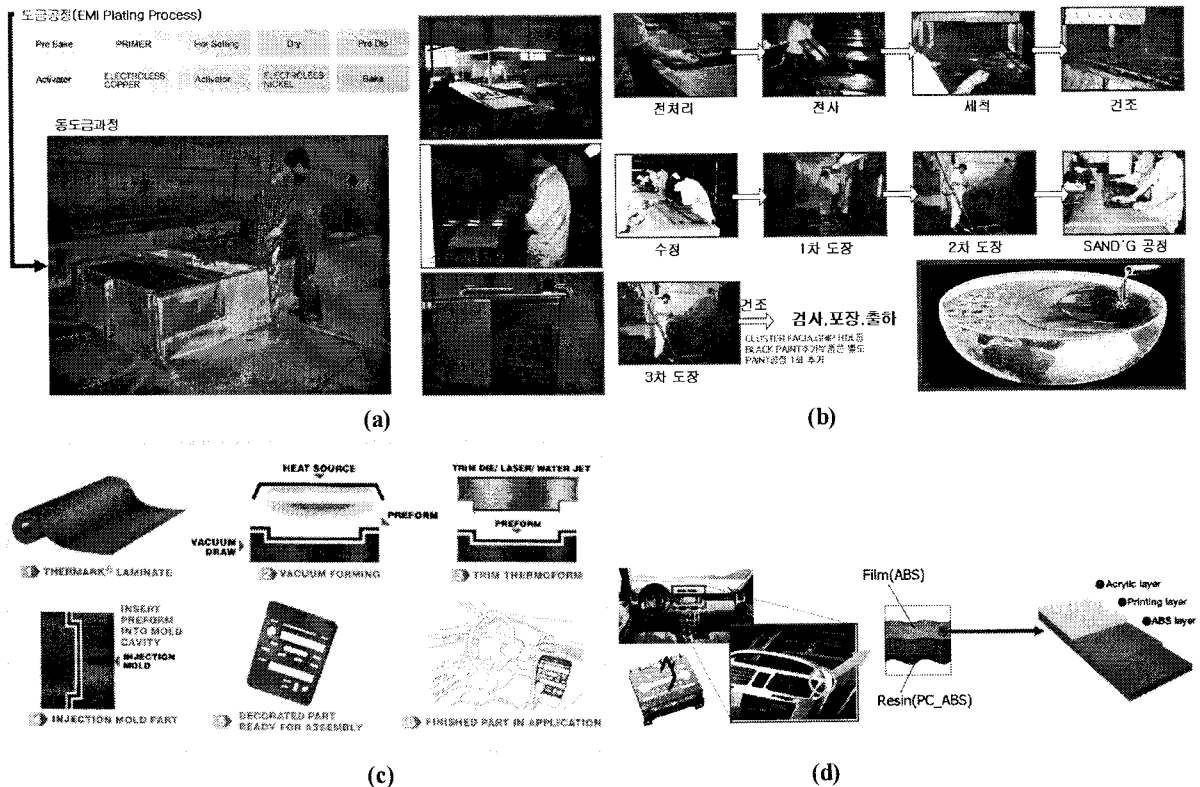 도금공정(EMI Plating Process)
Pre Bake
PRIMER
Hot Setting
Dry
Pre Dip
Activator
ELECTROLESS
COPPER
Activator
ELECTROLESS
NICKEL
Bake
동도금과정
(a)
전처리
전사
세척
건조
수정
1차 도장
2차 도장
SAND'G 공정
3차 도장
건조
검사,포장,출하
BLACK PAINT
(b)
THERMARK® LAMINATE
HEAT SOURCE
PREFORM
VACUUM
DRAW
VACUUM FORMING
TRIM DIE/ LASER/ WATER JET
PREFORM
TRIM THERMOFORM
INSERT
PREFORM
INTO MOLD
CAVITY
INJECTION
MOLD
INJECTION MOLD PART
DECORATED PART
READY FOR ASSEMBLY
FINISHED PART IN APPLICATION
(c)
Film(ABS)
Resin(PC_ABS)
Acrylic layer
Printing layer
ABS layer
(d)